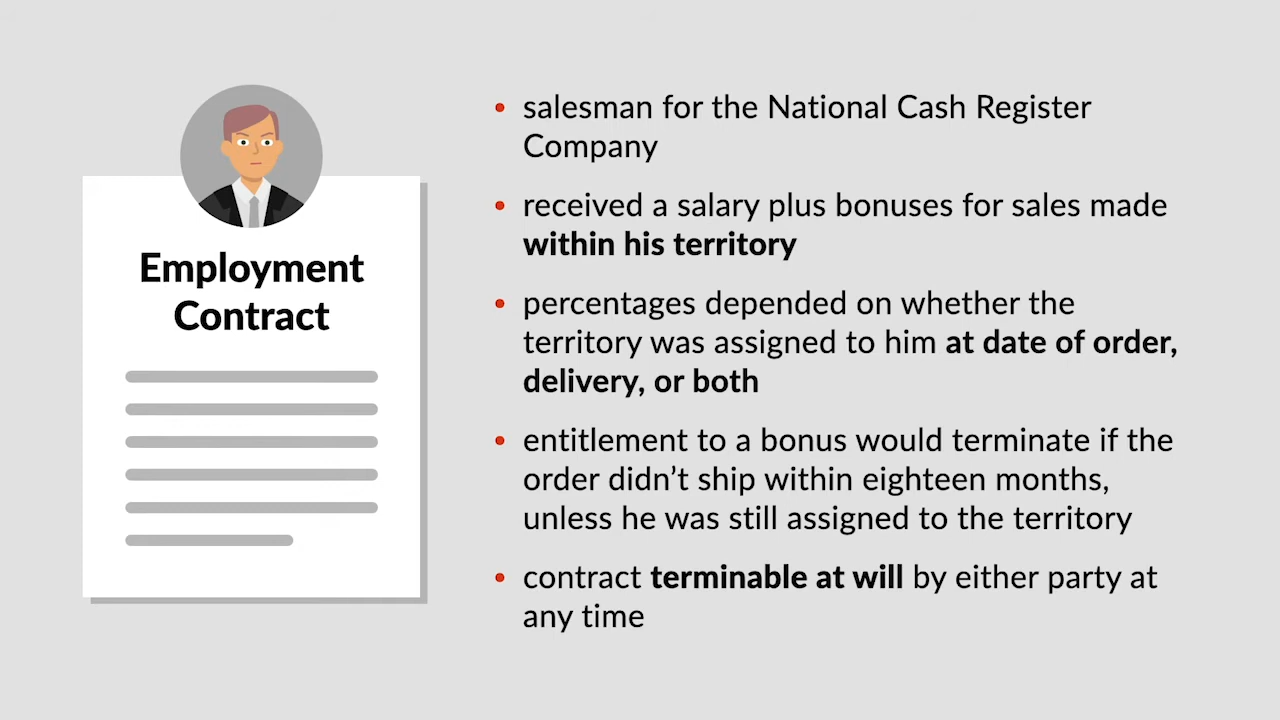 Employment
Contract
• salesman for the National Cash Register
Company
• received a salary plus bonuses for sales made
within his territory
• percentages depended on whether the
territory was assigned to him at date of order,
delivery, or both
• entitlement to a bonus would terminate if the
order didn’t ship within eighteen months,
unless he was still assigned to the territory
• contract terminable at will by either party at
any time